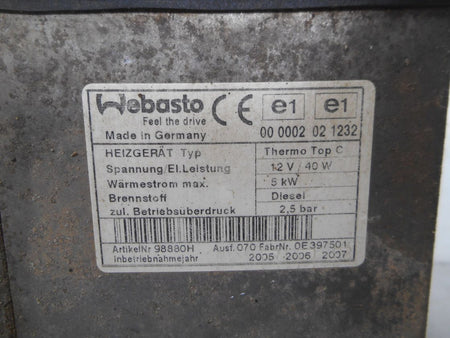 Webasto CE e1 e1
Feel the drive
Made in Germany 00 0002 02 1232
HEIZGERÄT Typ Thermo Top C
Spannung/El.Leistung 12 V / 40 W
Wärmestrom max. 5 kW
Brennstoff Diesel
zul. Betriebsüberdruck 2,5 bar
ArtikelNr 98880H Ausf. 070 FabrNr. 0E397501
Inbetriebnahmejahr 2005 2006 2007